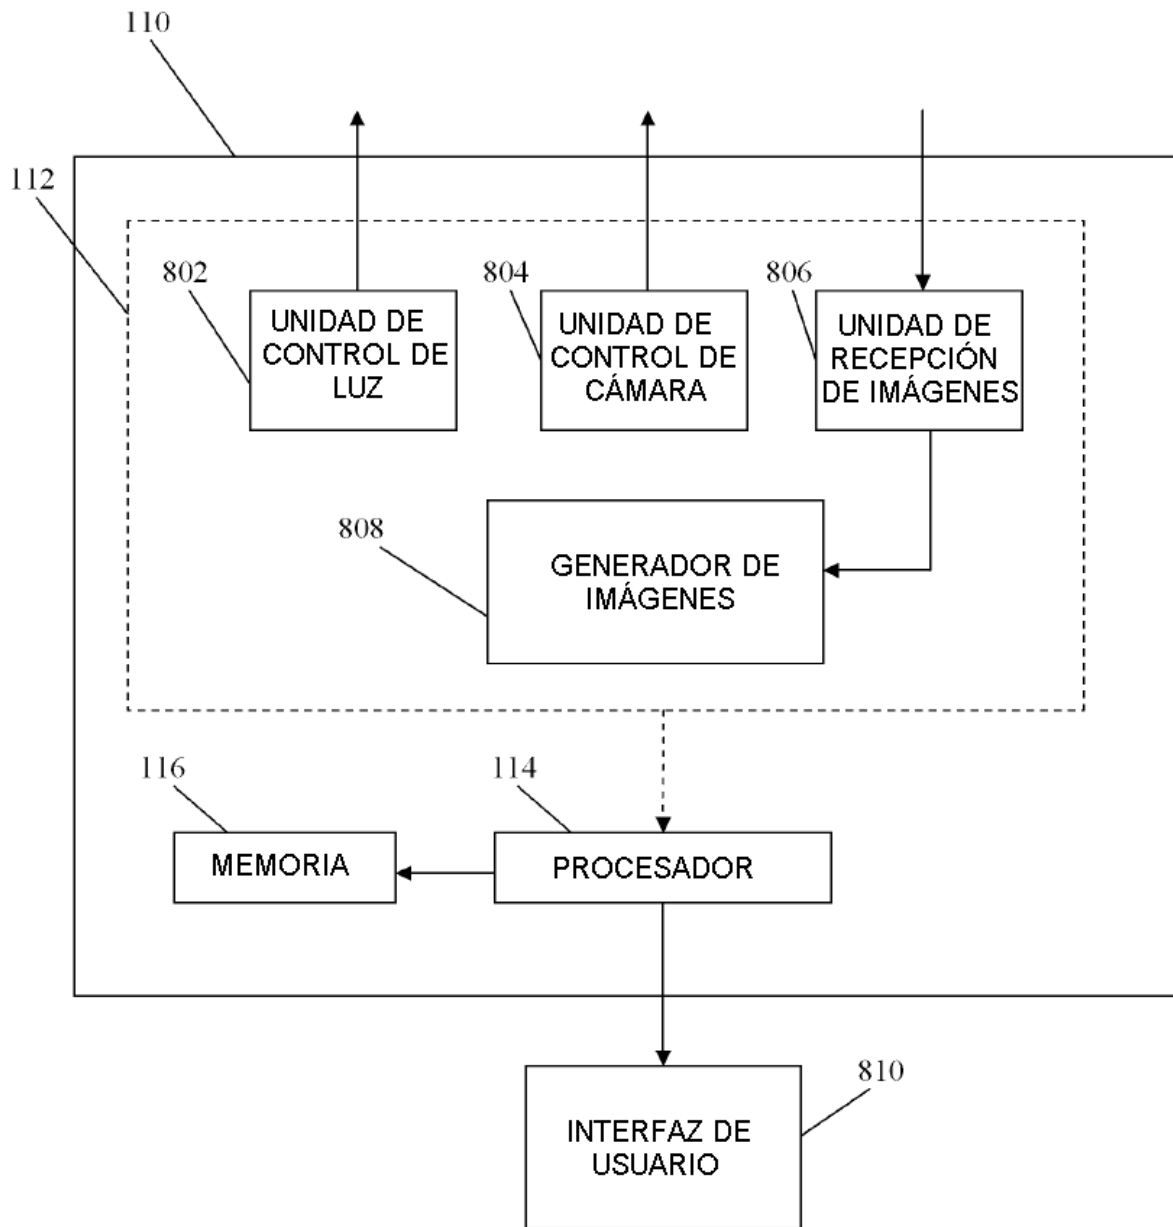 110
112
802
804
806
UNIDAD DE
CONTROL DE
LUZ
UNIDAD DE
CONTROL DE
CÁMARA
UNIDAD DE
RECEPCIÓN
DE IMÁGENES
808
GENERADOR DE
IMÁGENES
116
114
MEMORIA
PROCESADOR
810
INTERFAZ DE
USUARIO